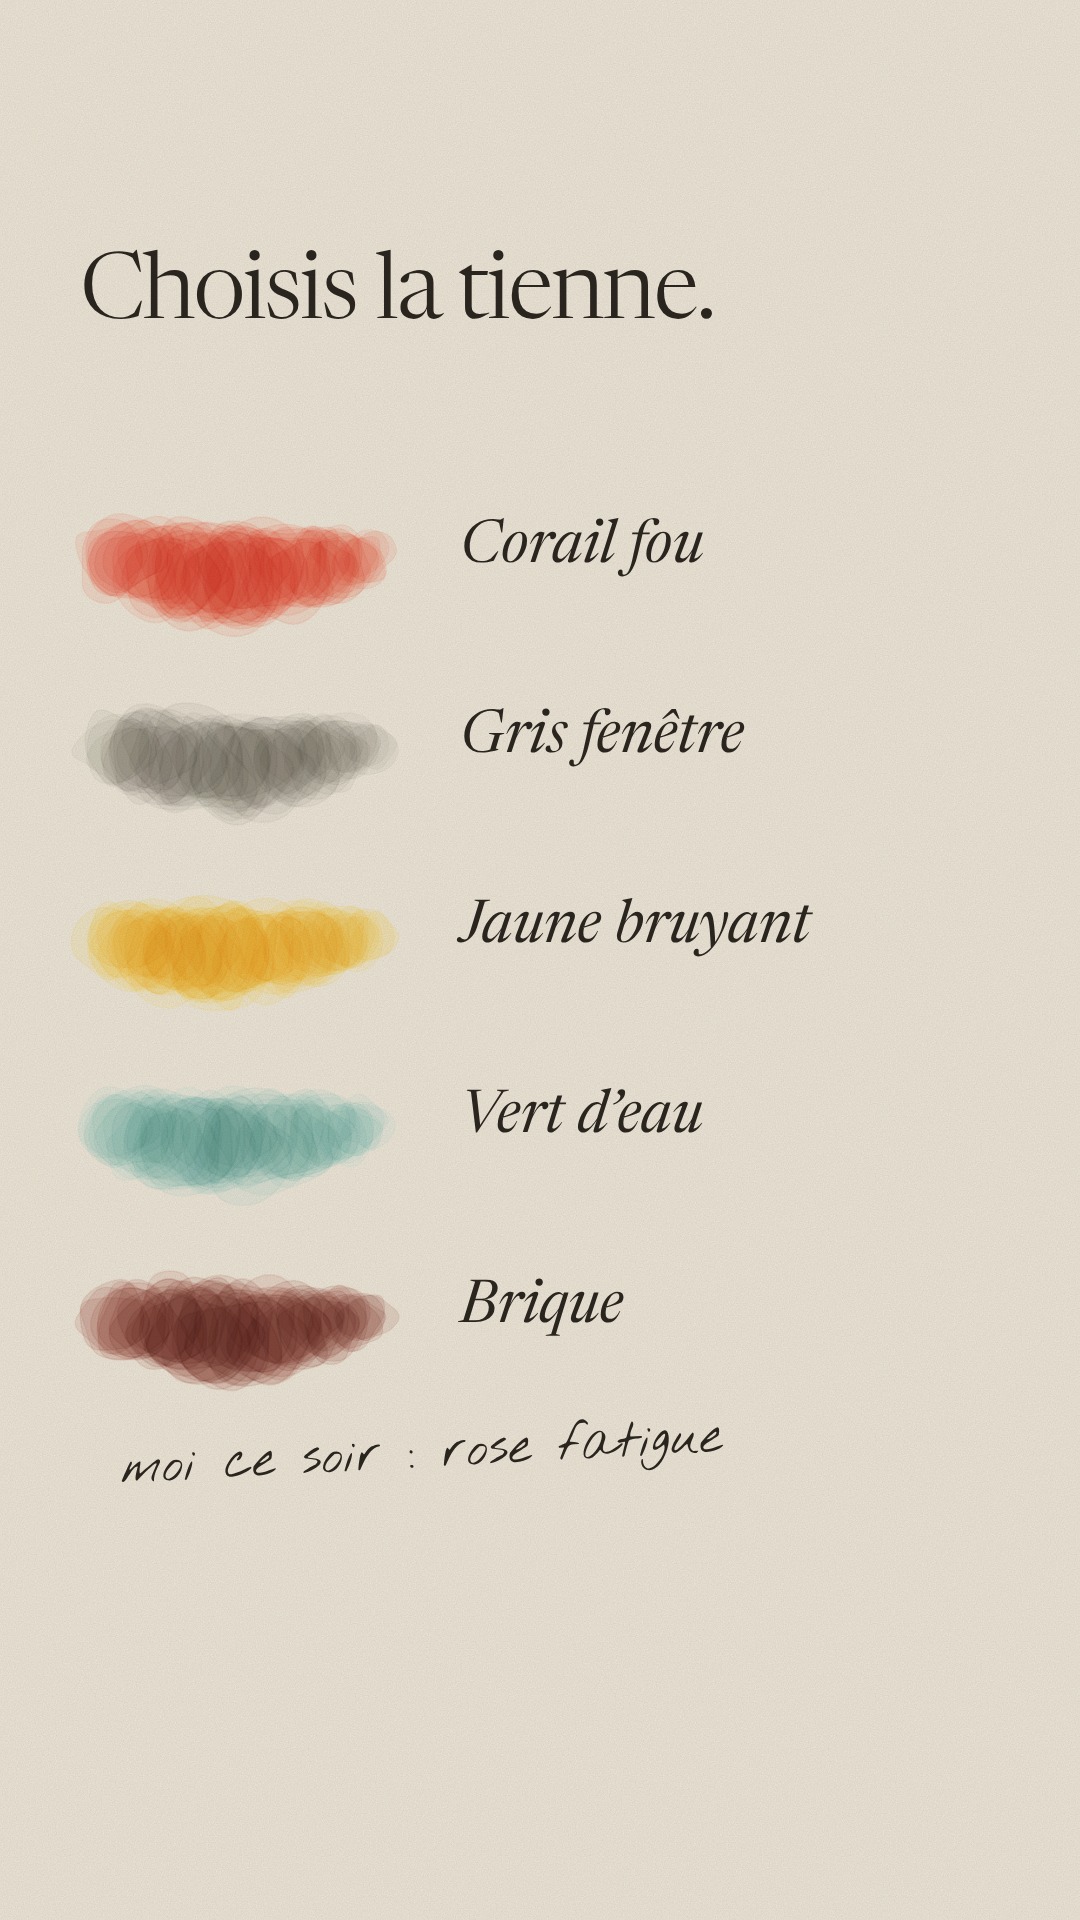 Choisis la tienne.
Corail fou
Gris fenêtre
Jaune bruyant
Vert d’eau
Brique
moi ce soir : rose fatigue